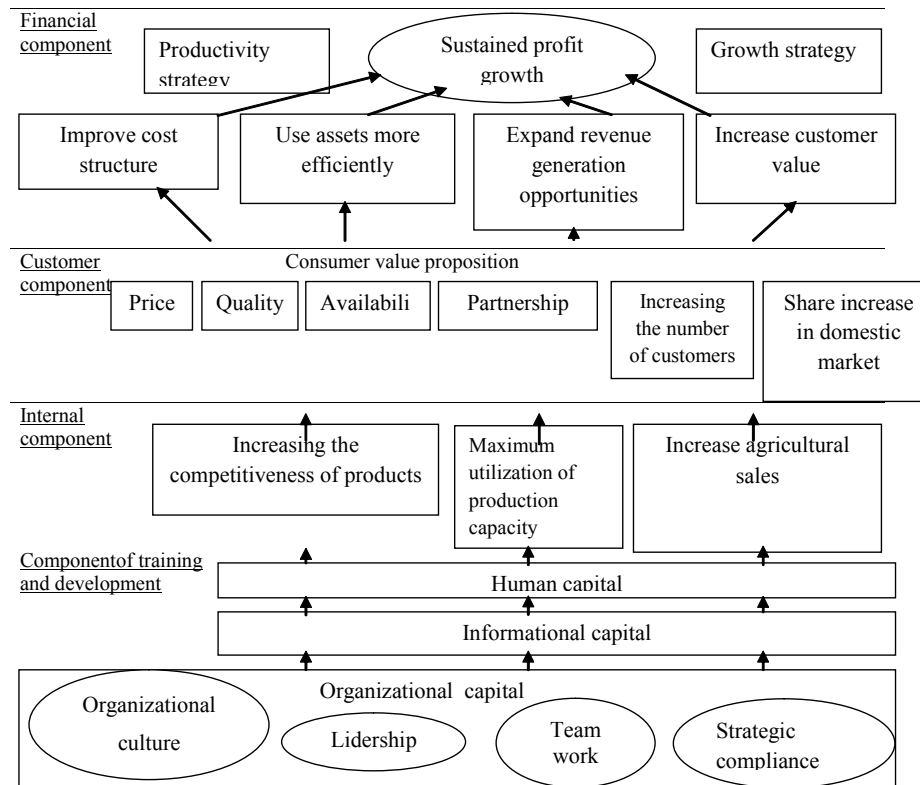 Financial
component
Productivity
strategy
Sustained profit
growth
Growth strategy
Improve cost
structure
Use assets more
efficiently
Expand revenue
generation
opportunities
Increase customer
value
Customer
component
Consumer value proposition
Price
Quality
Availabili
Partnership
Increasing
the number
of customers
Share increase
in domestic
market
Internal
component
Increasing the
competitiveness of products
Maximum
utilization of
production
capacity
Increase agricultural
sales
Componentof training
and development
Human capital
Informational capital
Organizational capital
Organizational
culture
Lidership
Team
work
Strategic
compliance